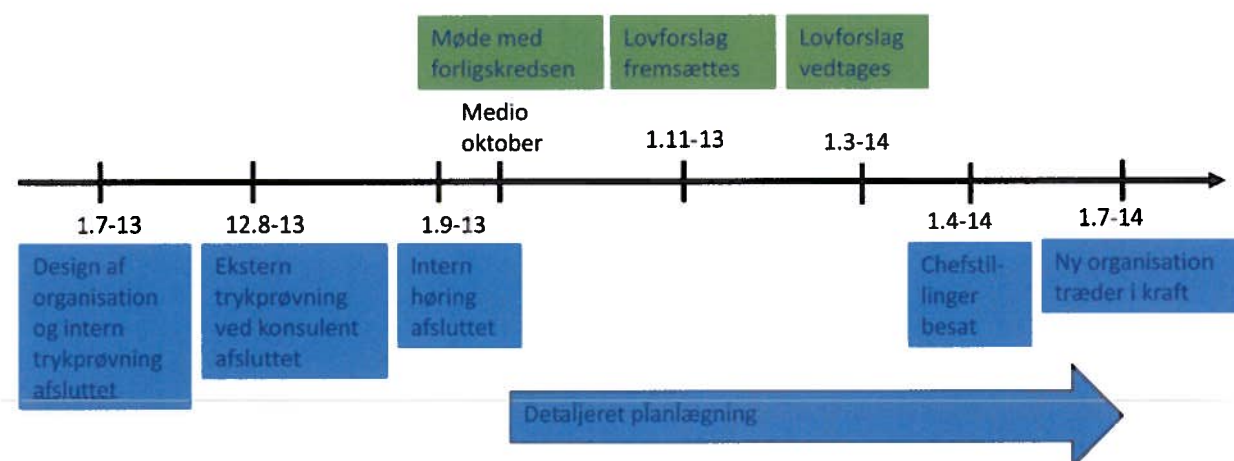 Møde med
forligskredsen
Lovforslag
fremsættes
Lovforslag
vedtages
Medio
oktober
1.11-13
1.3-14
1.7-13
12.8-13
1.9-13
1.4-14
1.7-14
Design af
organisation
og intern
trykprøvning
afsluttet
Ekstern
trykprøvning
ved konsulent
afsluttet
Intern
høring
afsluttet
Chefstil-
linger
besat
Ny organisation
træder i kraft
Detaljeret planlægning